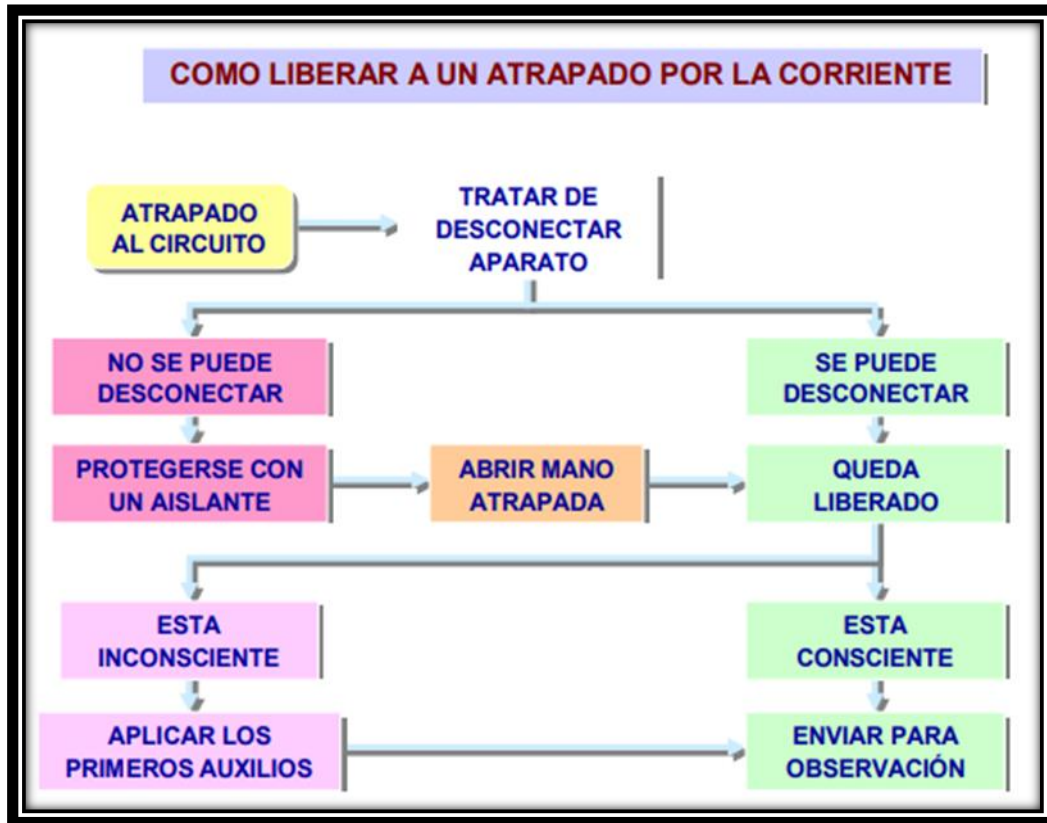 COMO LIBERAR A UN ATRAPADO POR LA CORRIENTE
ATRAPADO
AL CIRCUITO
TRATAR DE
DESCONECTAR
APARATO
NO SE PUEDE
DESCONECTAR
SE PUEDE
DESCONECTAR
PROTEGERSE CON
UN AISLANTE
ABRIR MANO
ATRAPADA
QUEDA
LIBERADO
ESTA
INCONSCIENTE
ESTA
CONSCIENTE
APLICAR LOS
PRIMEROS AUXILIOS
ENVIAR PARA
OBSERVACIÓN